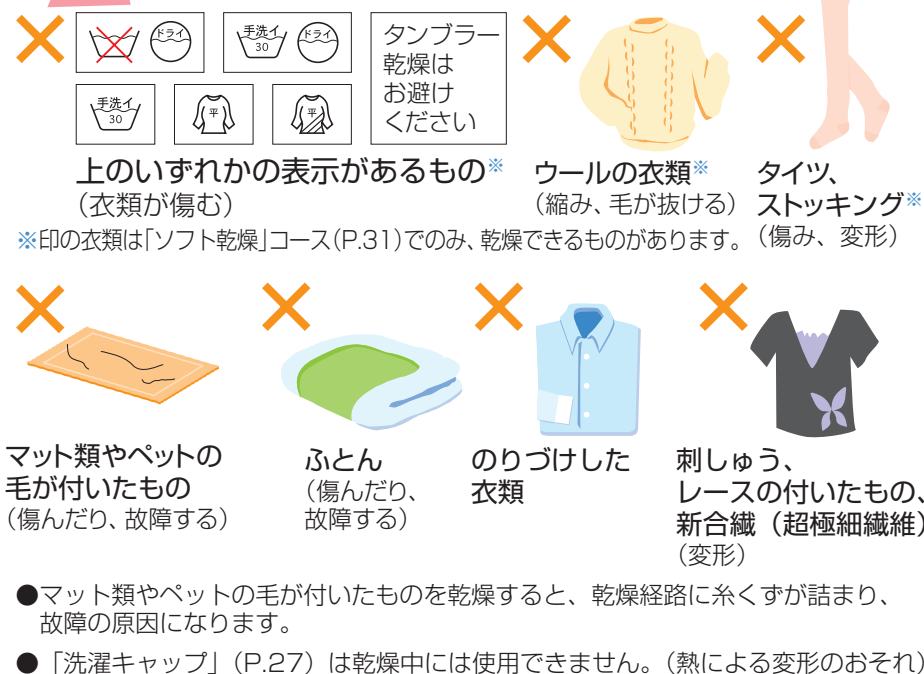 ドライ
手洗イ
30
ドライ
タンブラー
乾燥は
お避け
ください
手洗イ
30
平
平
上のいずれかの表示があるもの※
（衣類が傷む）
ウールの衣類※
（縮み、毛が抜ける）
タイツ、
ストッキング※
（傷み、変形）
※印の衣類は「ソフト乾燥」コース（P.31）でのみ、乾燥できるものがあります。
マット類やペットの
毛が付いたもの
（傷んだり、故障する）
ふとん
（傷んだり、
故障する）
のりづけした
衣類
刺しゅう、
レースの付いたもの、
新合繊（超極細繊維）
（変形）
●マット類やペットの毛が付いたものを乾燥すると、乾燥経路に糸くずが詰まり、
故障の原因になります。
●「洗濯キャップ」（P.27）は乾燥中には使用できません。（熱による変形のおそれ）